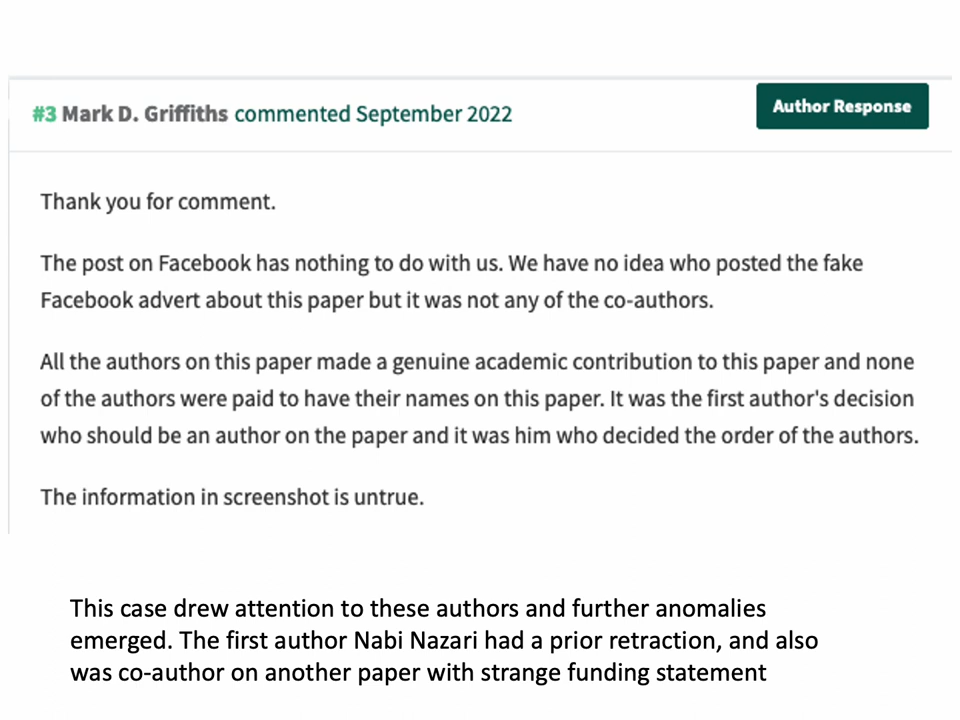 #3 Mark D. Griffiths commented September 2022
Author Response
Thank you for comment.
The post on Facebook has nothing to do with us. We have no idea who posted the fake
Facebook advert about this paper but it was not any of the co-authors.
All the authors on this paper made a genuine academic contribution to this paper and none
of the authors were paid to have their names on this paper. It was the first author's decision
who should be an author on the paper and it was him who decided the order of the authors.
The information in screenshot is untrue.
This case drew attention to these authors and further anomalies
emerged. The first author Nabi Nazari had a prior retraction, and also
was co-author on another paper with strange funding statement